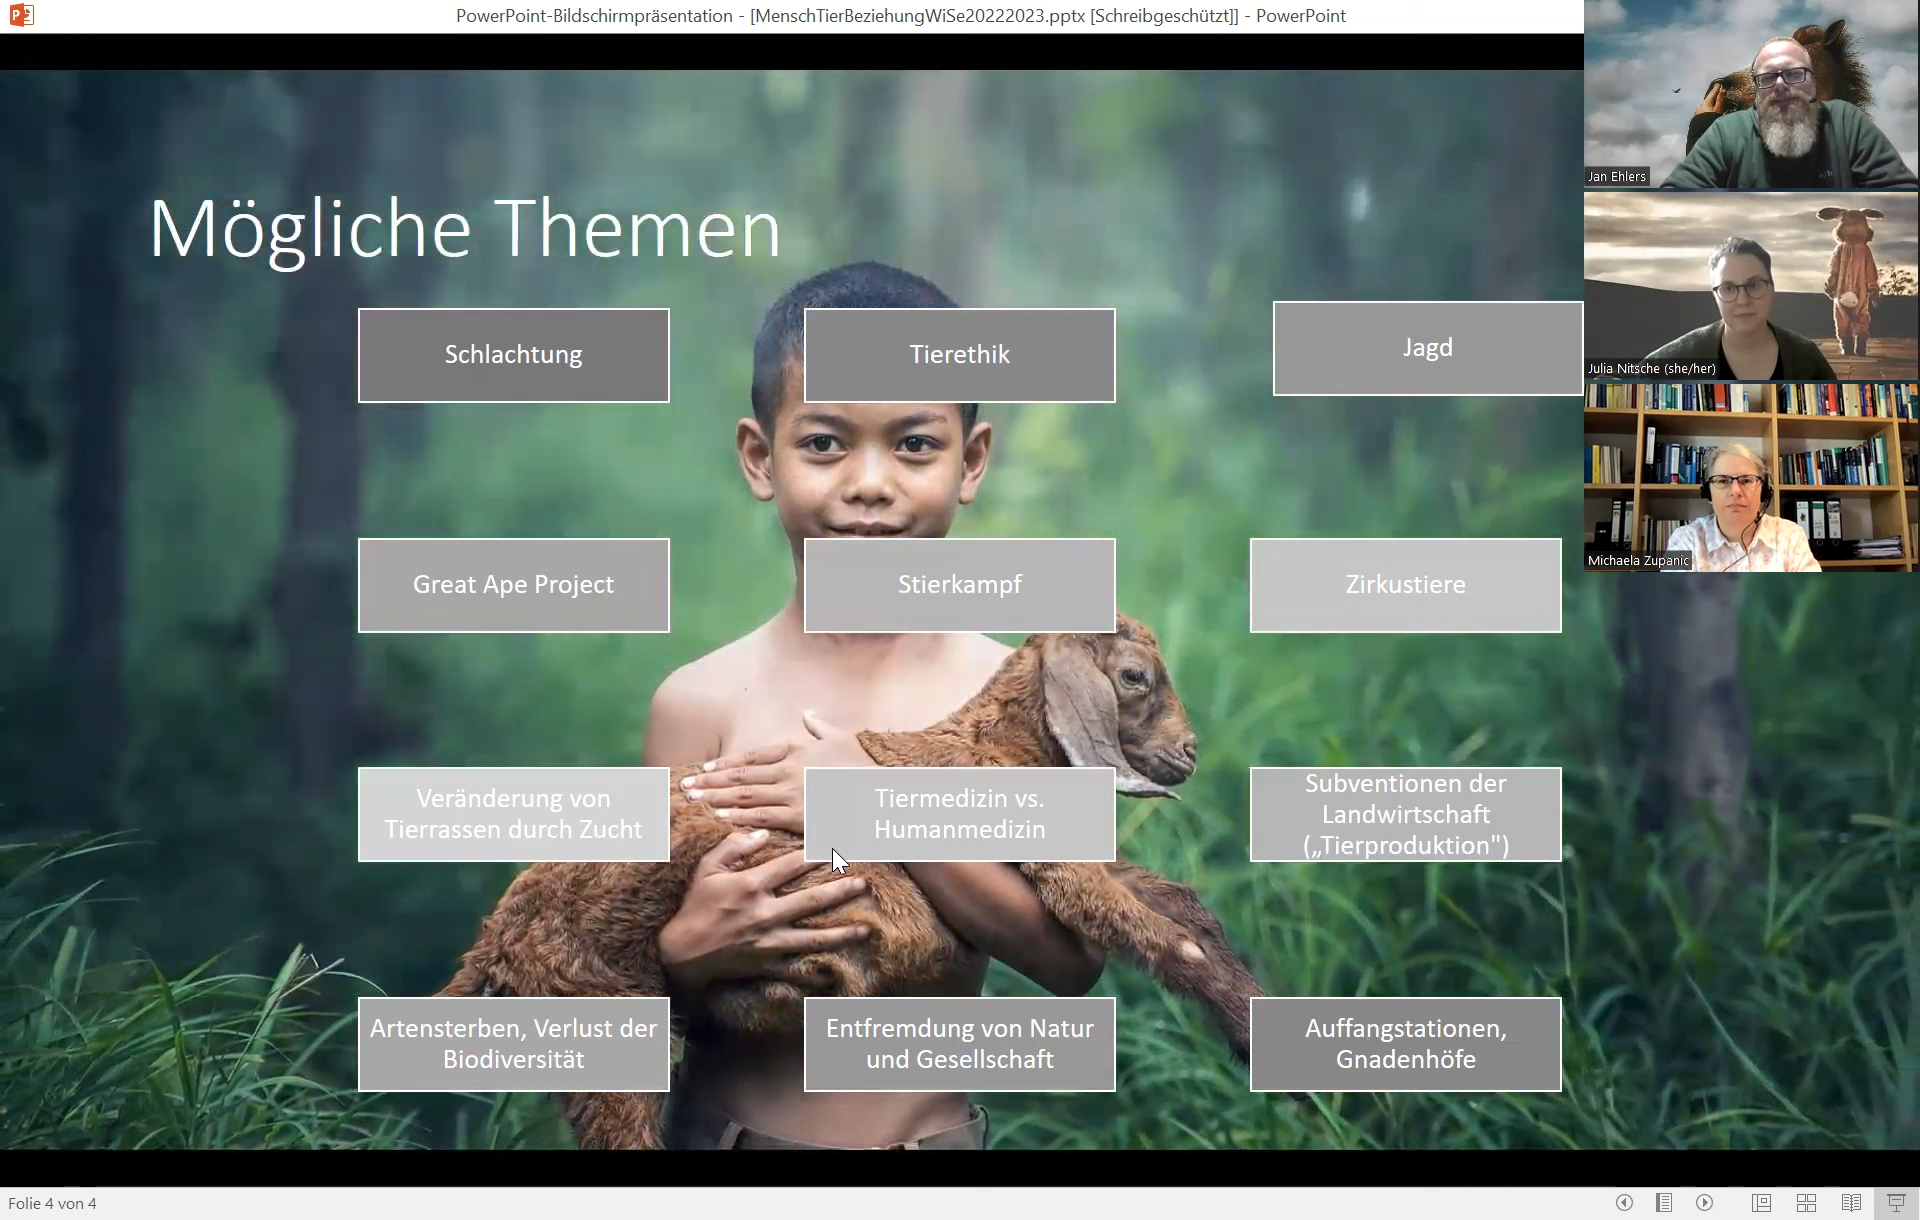 PowerPoint-Bildschirmpräsentation - [MenschTierBeziehungWiSe20222023.pptx [Schreibgeschützt]] - PowerPoint
Jan Ehlers
Julia Nitsche (she/her)
Michaela Zupanic
Mögliche Themen
Schlachtung
Tierethik
Jagd
Great Ape Project
Stierkampf
Zirkustiere
Veränderung von
Tierrassen durch Zucht
Tiermedizin vs.
Humanmedizin
Subventionen der
Landwirtschaft
(„Tierproduktion")
Artensterben, Verlust der
Biodiversität
Entfremdung von Natur
und Gesellschaft
Auffangstationen,
Gnadenhöfe
Folie 4 von 4